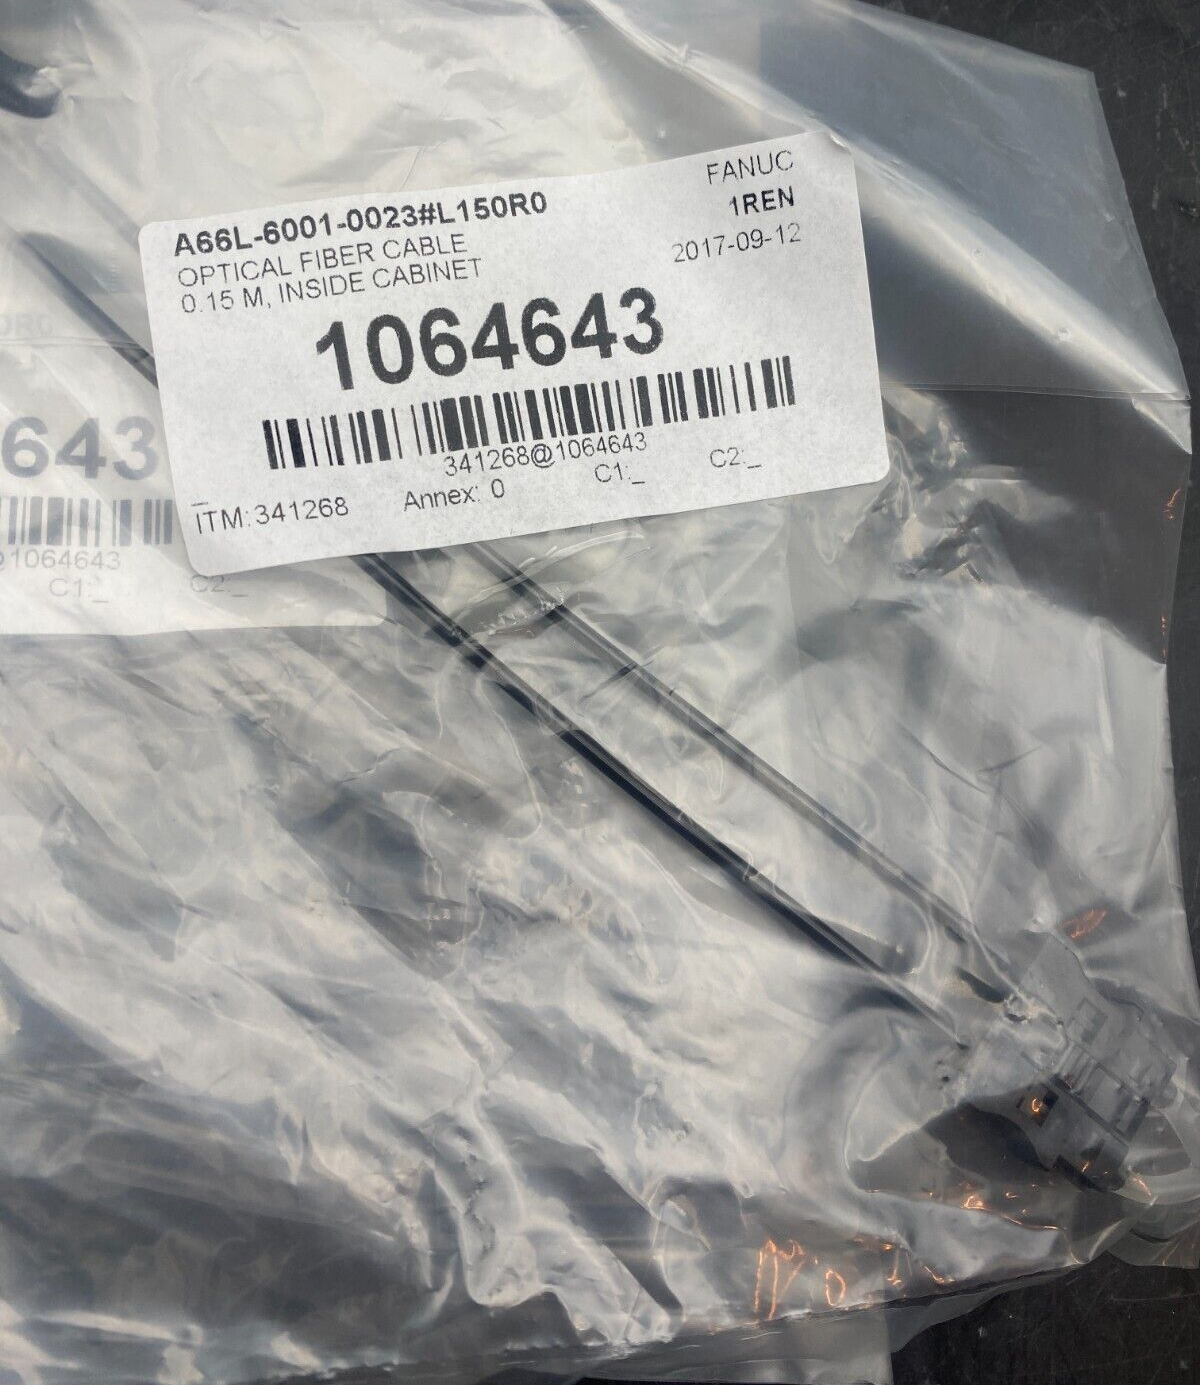 A66L-6001-0023#L150R0
OPTICAL FIBER CABLE
0.15 M, INSIDE CABINET
FANUC
1REN
2017-09-12
1064643
341268@1064643
_
ITM:341268
Annex: 0
C1:_
C2:_
0R0
643
@1064643
C1:_
C2:_